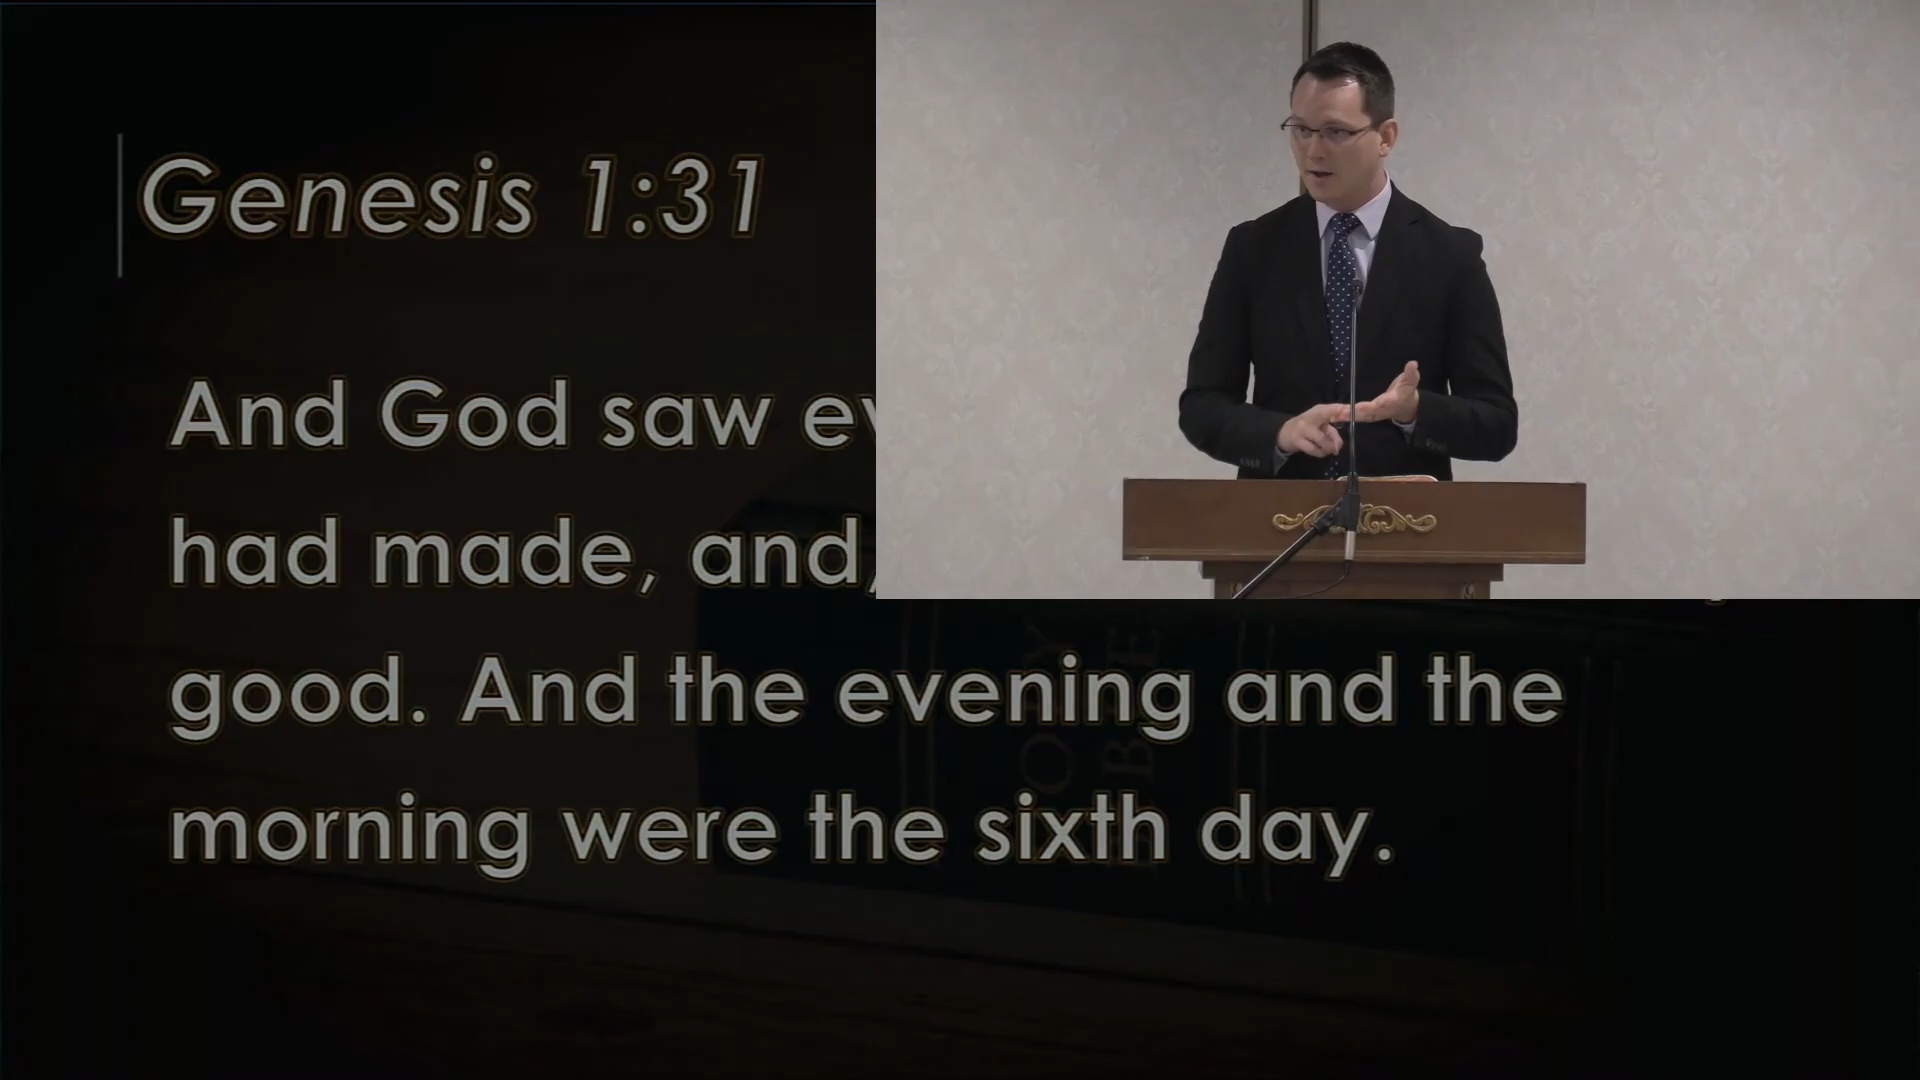 Genesis 1:31
And God saw
had made, and,
good. And the evening and the
morning were the sixth day.